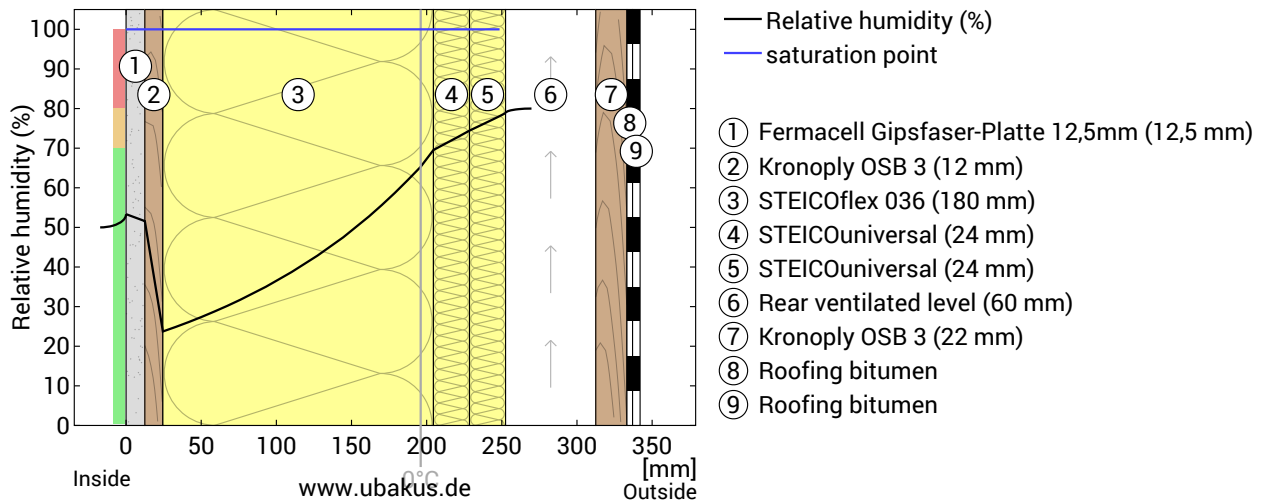 Relative humidity (%)
100
90
80
70
60
50
40
30
20
10
0
1
2
3
4
5
6
7
8
9
0
50
100
150
200
250
300
350
[mm]
Inside
0°C
www.ubakus.de
Outside
Relative humidity (%)
saturation point
1 Fermacell Gipsfaser-Platte 12,5mm (12,5 mm)
2 Kronoply OSB 3 (12 mm)
3 STEICOflex 036 (180 mm)
4 STEICOuniversal (24 mm)
5 STEICOuniversal (24 mm)
6 Rear ventilated level (60 mm)
7 Kronoply OSB 3 (22 mm)
8 Roofing bitumen
9 Roofing bitumen